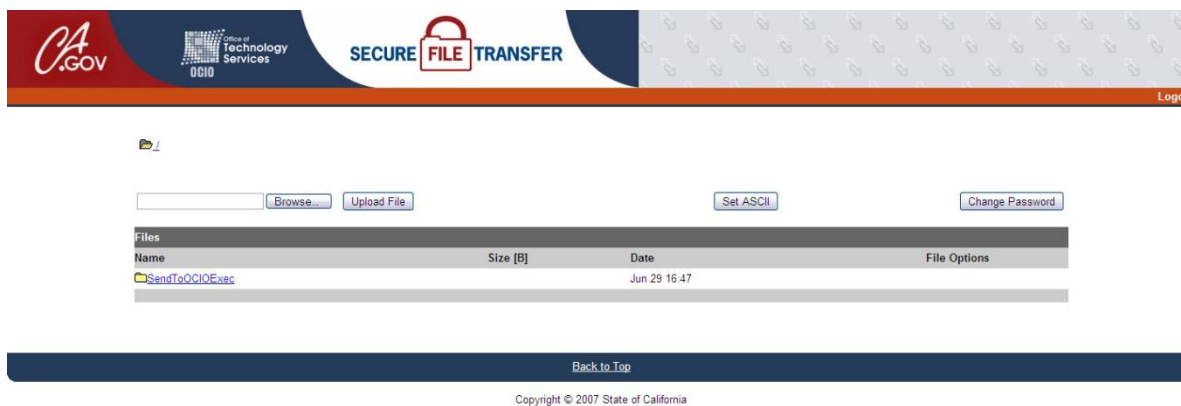 CA.GOV
Office of
Technology
Services
OCIO
SECURE FILE TRANSFER
/
Browse...
Upload File
Set ASCII
Change Password
Files
Name Size [B] Date File Options
SendToOCIOExec Jun 29 16:47
Back to Top
Copyright © 2007 State of California